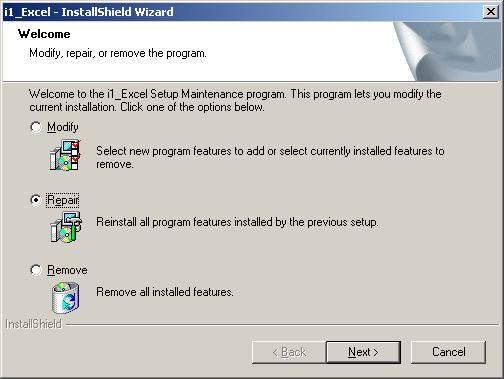 i1_Excel - InstallShield Wizard
Welcome
Modify, repair, or remove the program.
Welcome to the i1_Excel Setup Maintenance program. This program lets you modify the
current installation. Click one of the options below.
Modify
Select new program features to add or select currently installed features to
remove.
Repair
Reinstall all program features installed by the previous setup.
Remove
Remove all installed features.
InstallShield
< Back
Next >
Cancel